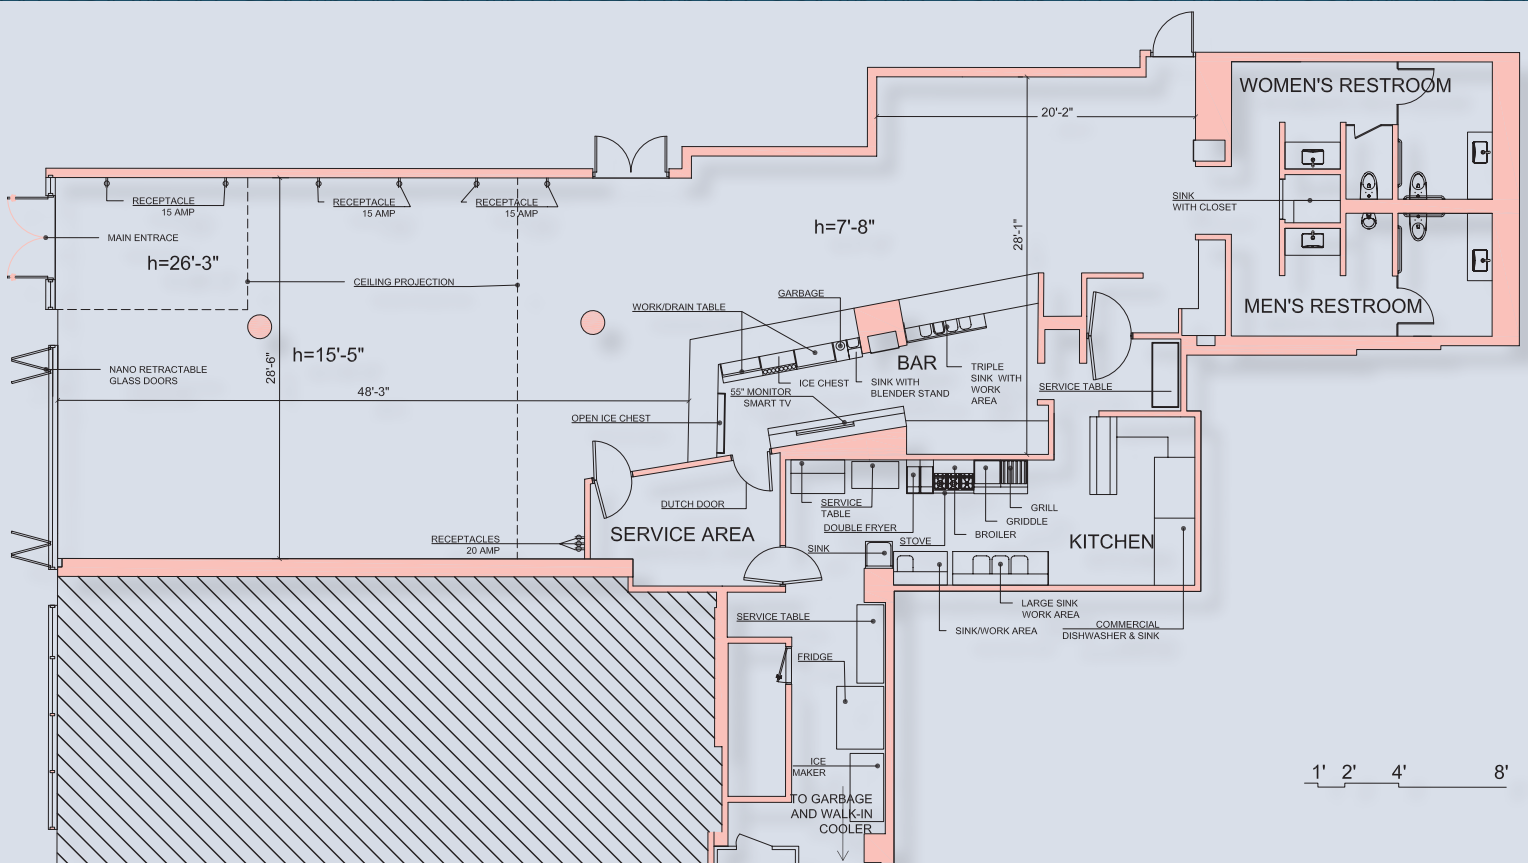 WOMEN'S RESTROOM
20'-2"
RECEPTACLE
15 AMP
RECEPTACLE
15 AMP
RECEPTACLE
15 AMP
SINK
WITH CLOSET
MAIN ENTRACE
h=26'-3"
h=7'-8"
28'-1"
CEILING PROJECTION
GARBAGE
WORK/DRAIN TABLE
MEN'S RESTROOM
h=15'-5"
28'-6"
NANO RETRACTABLE
GLASS DOORS
48'-3"
BAR
ICE CHEST
SINK WITH
BLENDER STAND
TRIPLE
SINK WITH
WORK
AREA
SERVICE TABLE
55" MONITOR
SMART TV
OPEN ICE CHEST
DUTCH DOOR
SERVICE AREA
SERVICE
TABLE
DOUBLE FRYER
STOVE
GRILL
GRIDDLE
BROILER
KITCHEN
RECEPTACLES
20 AMP
SINK
LARGE SINK
WORK AREA
SINK/WORK AREA
COMMERCIAL
DISHWASHER & SINK
SERVICE TABLE
FRIDGE
ICE
MAKER
TO GARBAGE
AND WALK-IN
COOLER
1' 2' 4' 8'